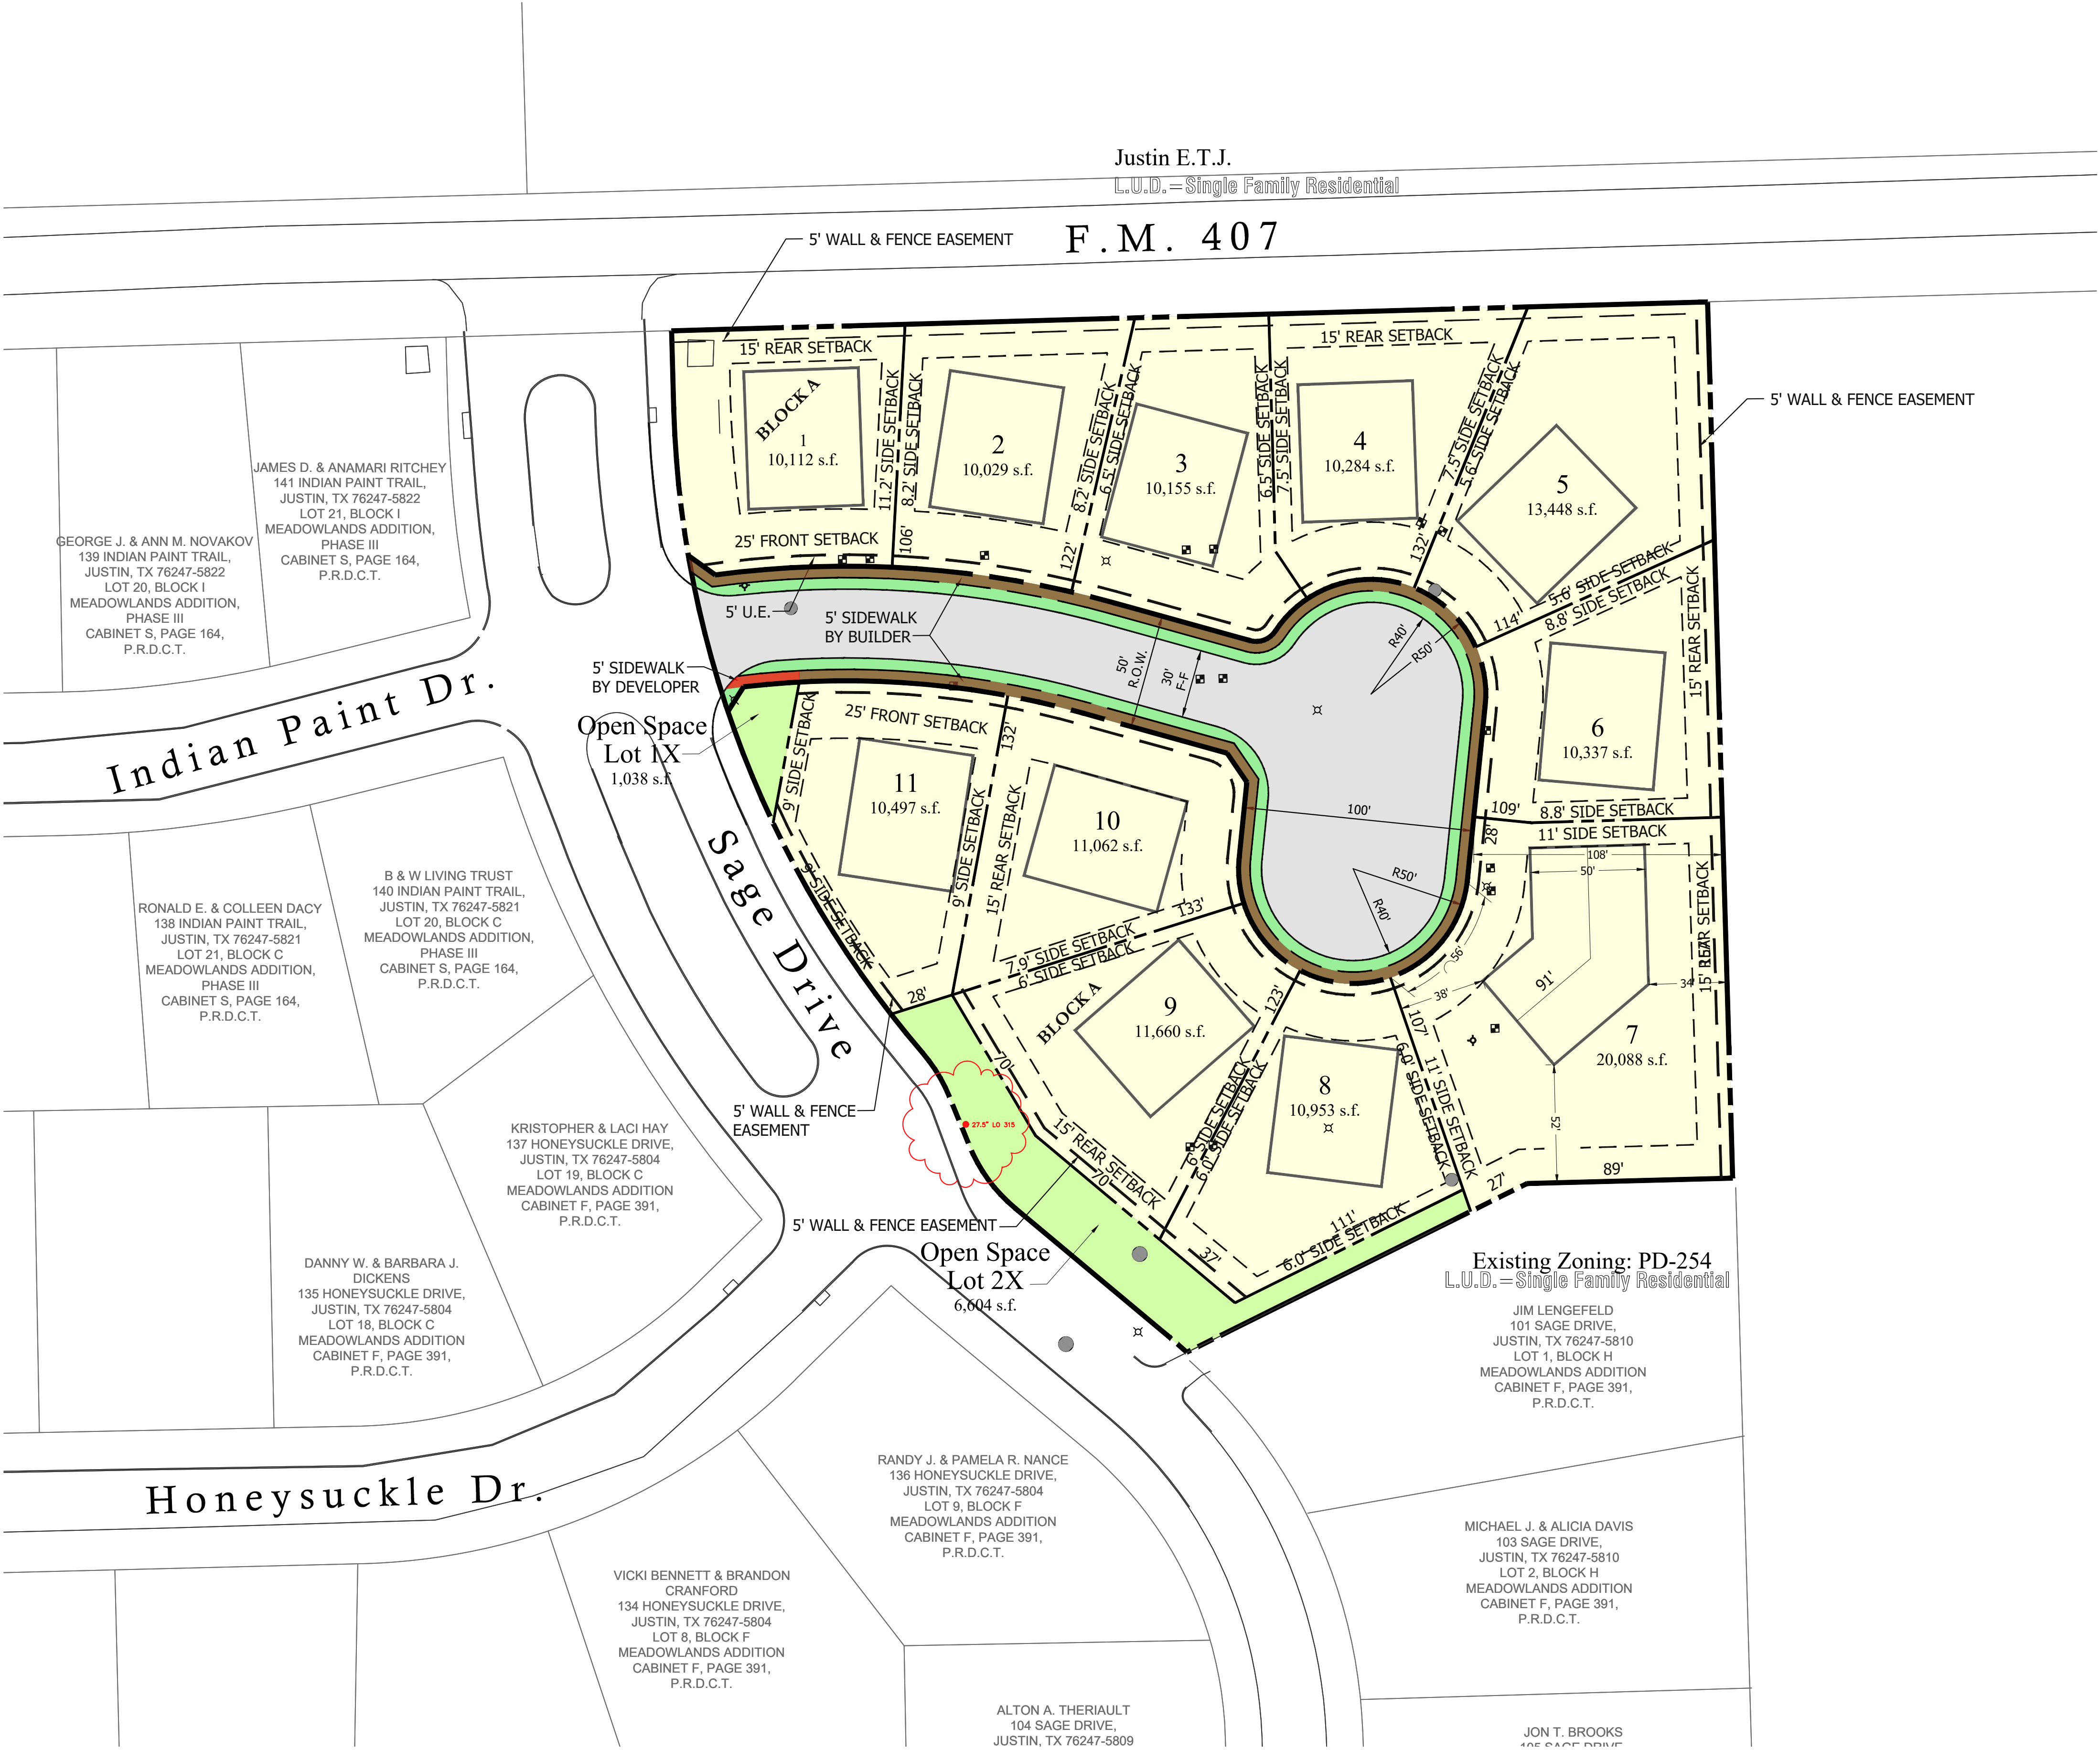 Justin E.T.J.
L.U.D.=Single Family Residential
F.M. 407
5' WALL & FENCE EASEMENT
15' REAR SETBACK
15' REAR SETBACK
5' WALL & FENCE EASEMENT
BLOCK A
1
10,112 s.f.
11.2' SIDE SETBACK
8.2' SIDE SETBACK
2
10,029 s.f.
8.2' SIDE SETBACK
6.5' SIDE SETBACK
3
10,155 s.f.
6.5' SIDE SETBACK
7.5' SIDE SETBACK
4
10,284 s.f.
7.5' SIDE SETBACK
5.6' SIDE SETBACK
5
13,448 s.f.
25' FRONT SETBACK
106'
122'
132'
5.6' SIDE SETBACK
8.8' SIDE SETBACK
114'
15' REAR SETBACK
JAMES D. & ANAMARI RITCHEY
141 INDIAN PAINT TRAIL,
JUSTIN, TX 76247-5822
LOT 21, BLOCK I
MEADOWLANDS ADDITION,
PHASE III
CABINET S, PAGE 164,
P.R.D.C.T.
GEORGE J. & ANN M. NOVAKOV
139 INDIAN PAINT TRAIL,
JUSTIN, TX 76247-5822
LOT 20, BLOCK I
MEADOWLANDS ADDITION,
PHASE III
CABINET S, PAGE 164,
P.R.D.C.T.
5' U.E.
5' SIDEWALK
BY BUILDER
5' SIDEWALK
BY DEVELOPER
50'
R.O.W.
30'
F-F
R40'
R50'
Indian Paint Dr.
Open Space
Lot 1X
1,038 s.f.
9' SIDE SETBACK
25' FRONT SETBACK
132'
11
10,497 s.f.
9' SIDE SETBACK
15' REAR SETBACK
10
11,062 s.f.
100'
R50'
R40'
6
10,337 s.f.
109'
8.8' SIDE SETBACK
11' SIDE SETBACK
28'
108'
50'
15' REAR SETBACK
157'
Sage Drive
9' SIDE SETBACK
133'
7.9' SIDE SETBACK
6' SIDE SETBACK
28'
56'
38'
91'
34'
B & W LIVING TRUST
140 INDIAN PAINT TRAIL,
JUSTIN, TX 76247-5821
LOT 20, BLOCK C
MEADOWLANDS ADDITION,
PHASE III
CABINET S, PAGE 164,
P.R.D.C.T.
RONALD E. & COLLEEN DACY
138 INDIAN PAINT TRAIL,
JUSTIN, TX 76247-5821
LOT 21, BLOCK C
MEADOWLANDS ADDITION,
PHASE III
CABINET S, PAGE 164,
P.R.D.C.T.
BLOCK A
9
11,660 s.f.
123'
107'
7
20,088 s.f.
70'
8
10,953 s.f.
6.0' SIDE SETBACK
11' SIDE SETBACK
52'
5' WALL & FENCE
EASEMENT
27.5" LO 315
15' REAR SETBACK
70'
6' SIDE SETBACK
6.0' SIDE SETBACK
89'
27'
KRISTOPHER & LACI HAY
137 HONEYSUCKLE DRIVE,
JUSTIN, TX 76247-5804
LOT 19, BLOCK C
MEADOWLANDS ADDITION
CABINET F, PAGE 391,
P.R.D.C.T.
5' WALL & FENCE EASEMENT
Open Space
Lot 2X
6,604 s.f.
37'
111'
6.0' SIDE SETBACK
Existing Zoning: PD-254
L.U.D.=Single Family Residential
DANNY W. & BARBARA J.
DICKENS
135 HONEYSUCKLE DRIVE,
JUSTIN, TX 76247-5804
LOT 18, BLOCK C
MEADOWLANDS ADDITION
CABINET F, PAGE 391,
P.R.D.C.T.
JIM LENGEFELD
101 SAGE DRIVE,
JUSTIN, TX 76247-5810
LOT 1, BLOCK H
MEADOWLANDS ADDITION
CABINET F, PAGE 391,
P.R.D.C.T.
Honeysuckle Dr.
RANDY J. & PAMELA R. NANCE
136 HONEYSUCKLE DRIVE,
JUSTIN, TX 76247-5804
LOT 9, BLOCK F
MEADOWLANDS ADDITION
CABINET F, PAGE 391,
P.R.D.C.T.
MICHAEL J. & ALICIA DAVIS
103 SAGE DRIVE,
JUSTIN, TX 76247-5810
LOT 2, BLOCK H
MEADOWLANDS ADDITION
CABINET F, PAGE 391,
P.R.D.C.T.
VICKI BENNETT & BRANDON
CRANFORD
134 HONEYSUCKLE DRIVE,
JUSTIN, TX 76247-5804
LOT 8, BLOCK F
MEADOWLANDS ADDITION
CABINET F, PAGE 391,
P.R.D.C.T.
ALTON A. THERIAULT
104 SAGE DRIVE,
JUSTIN, TX 76247-5809
JON T. BROOKS
105 SAGE DRIVE